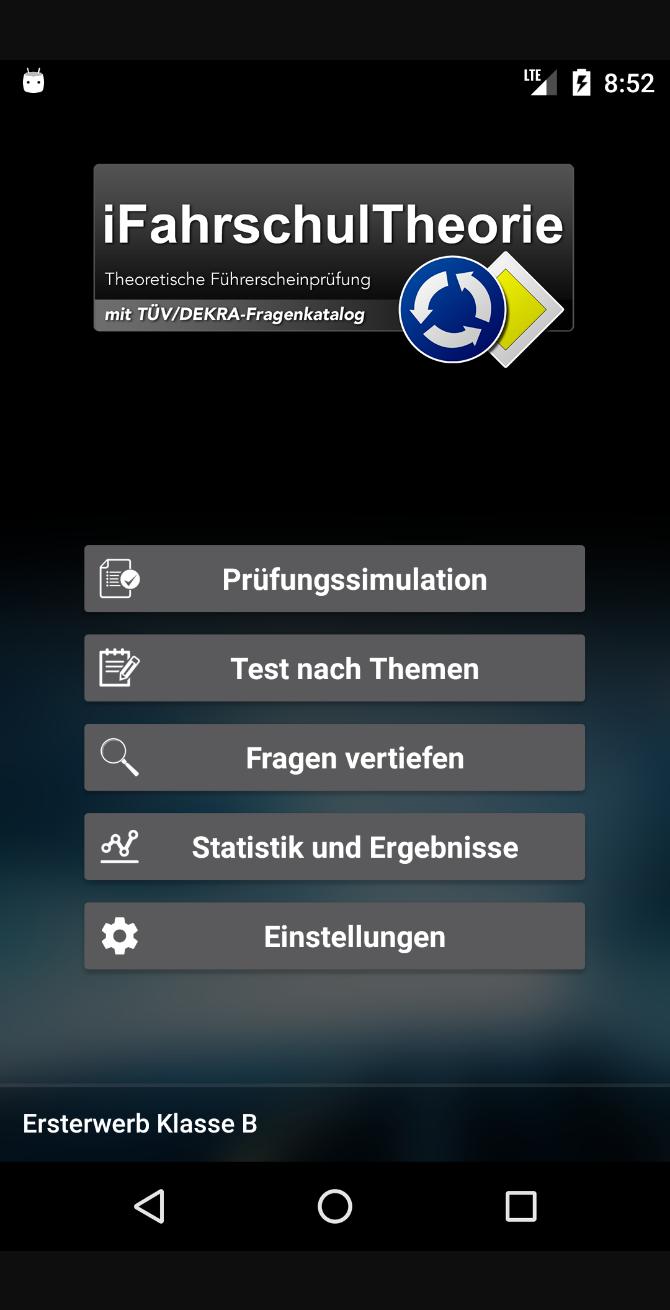 LTE 8:52
iFahrschulTheorie
Theoretische Führerscheinprüfung
mit TÜV/DEKRA-Fragenkatalog
Prüfungssimulation
Test nach Themen
Fragen vertiefen
Statistik und Ergebnisse
Einstellungen
Ersterwerb Klasse B